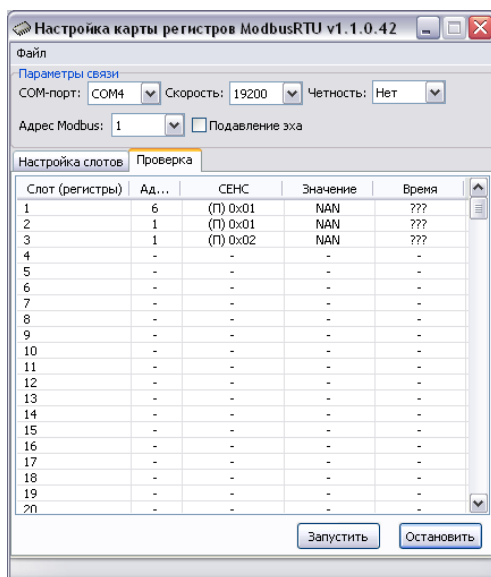 Настройка карты регистров ModbusRTU v1.1.0.42
Файл
Параметры связи
COM-порт: COM4 Скорость: 19200 Четность: Нет
Адрес Modbus: 1 Подавление эха
Настройка слотов Проверка
Слот (регистры) Ад... СЕНС Значение Время
1 6 (П) 0x01 NAN ???
2 1 (П) 0x01 NAN ???
3 1 (П) 0x02 NAN ???
4 - - - -
5 - - - -
6 - - - -
7 - - - -
8 - - - -
9 - - - -
10 - - - -
11 - - - -
12 - - - -
13 - - - -
14 - - - -
15 - - - -
16 - - - -
17 - - - -
18 - - - -
19 - - - -
20 - - - -
Запустить Остановить